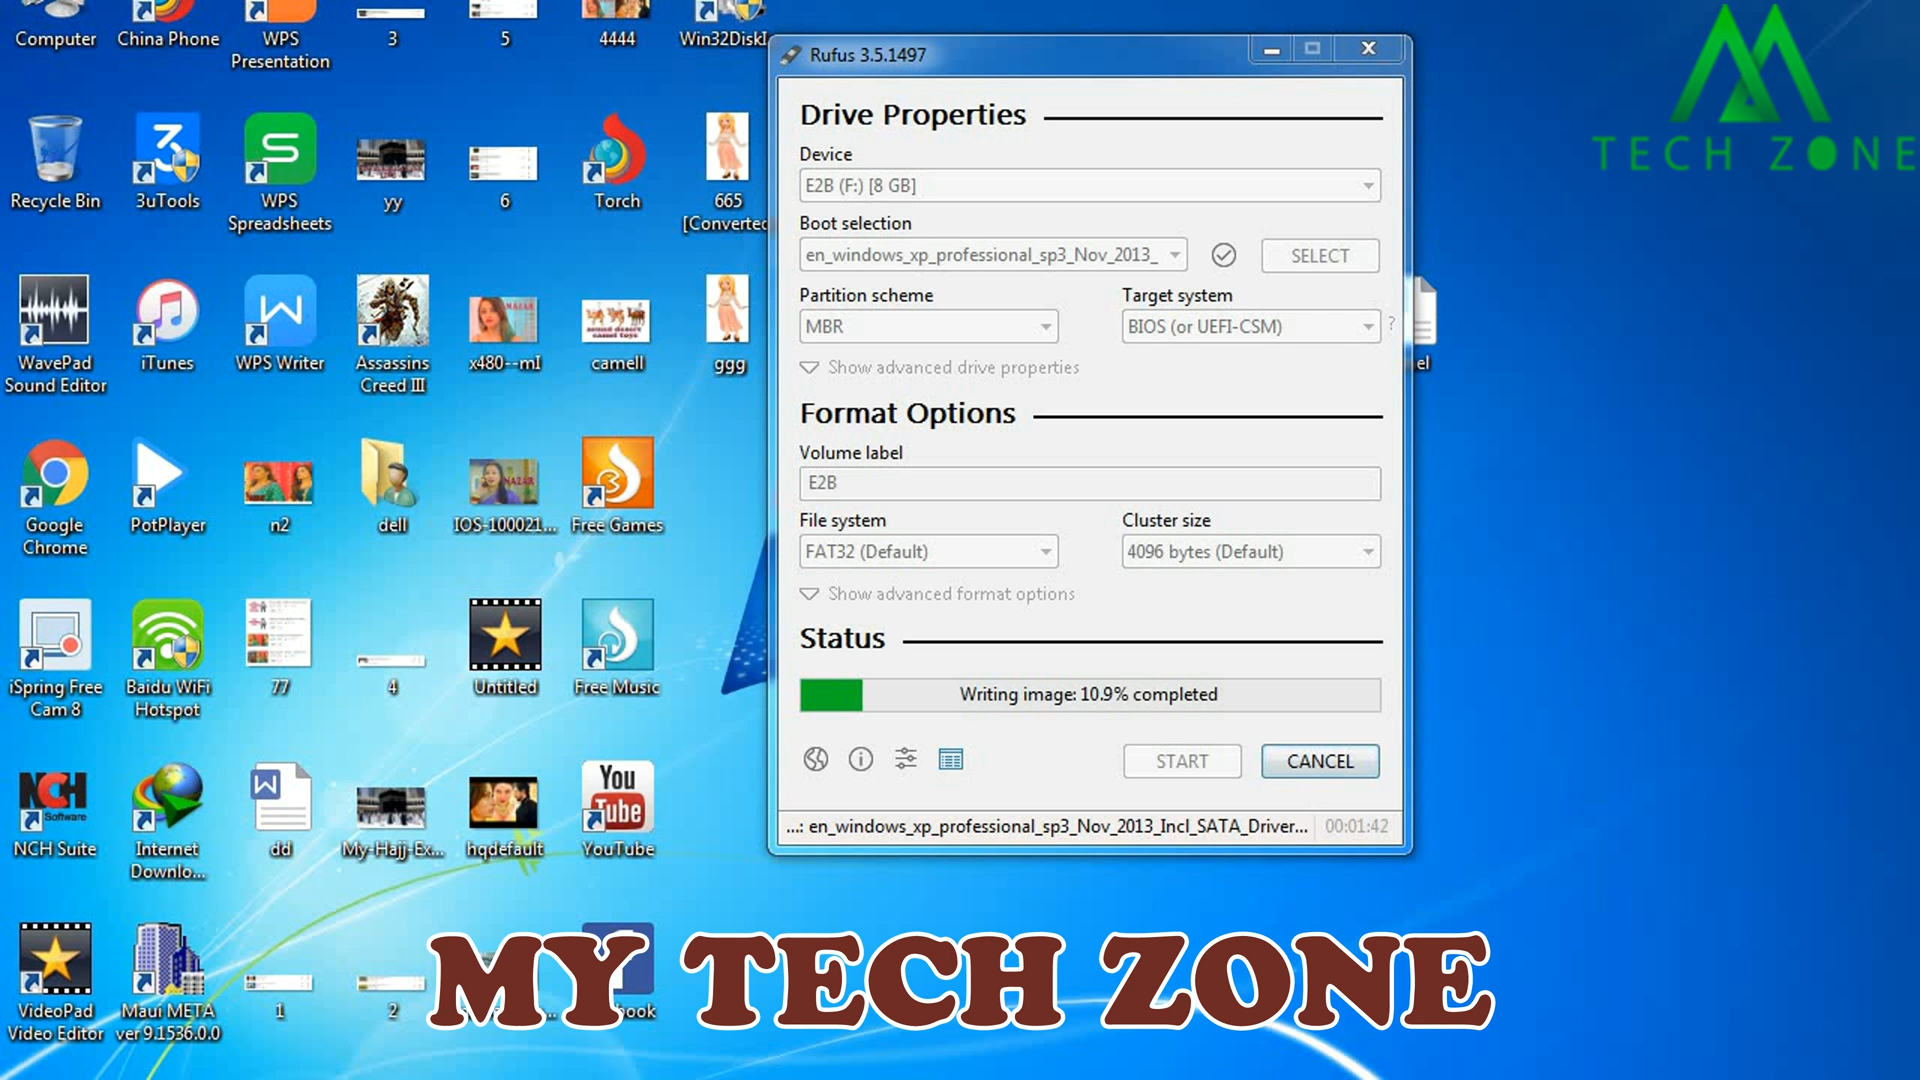 Computer
China Phone
WPS
Presentation
3
5
4444
Win32DiskI
Recycle Bin
3uTools
WPS
Spreadsheets
yy
6
Torch
665
[Converted
WavePad
Sound Editor
iTunes
WPS Writer
Assassins
Creed III
x480--mI
camell
ggg
Google
Chrome
PotPlayer
n2
dell
IOS-100021...
Free Games
iSpring Free
Cam 8
Baidu WiFi
Hotspot
77
4
Untitled
Free Music
NCH
Software
NCH Suite
Internet
Downlo...
dd
My-Hajj-Ex...
hqdefault
You
Tube
YouTube
VideoPad
Video Editor
Maui META
ver 9.1536.0.0
1
2
book
Rufus 3.5.1497
Drive Properties
Device
E2B (F:) [8 GB]
Boot selection
en_windows_xp_professional_sp3_Nov_2013_
SELECT
Partition scheme
Target system
MBR
BIOS (or UEFI-CSM)
?
Show advanced drive properties
Format Options
Volume label
E2B
File system
Cluster size
FAT32 (Default)
4096 bytes (Default)
Show advanced format options
Status
Writing image: 10.9% completed
START
CANCEL
...: en_windows_xp_professional_sp3_Nov_2013_Incl_SATA_Driver...
00:01:42
el
TECH ZONE
MY TECH ZONE